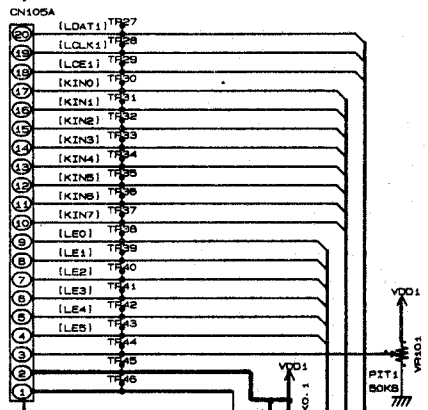 CN105A
20 [LDAT1] TP27
19 [LCLK1] TP28
18 [LCE1] TP29
17 [KIN0] TP30
16 [KIN1] TP31
15 [KIN2] TP32
14 [KIN3] TP33
13 [KIN4] TP34
12 [KIN5] TP35
11 [KIN6] TP36
10 [KIN7] TP37
9 [LE0] TP38
8 [LE1] TP39
7 [LE2] TP40
6 [LE3] TP41
5 [LE4] TP42
4 [LE5] TP43
3 TP44
2 TP45
1 TP46
VDD1
VDD1
PIT1
50KB
VR101